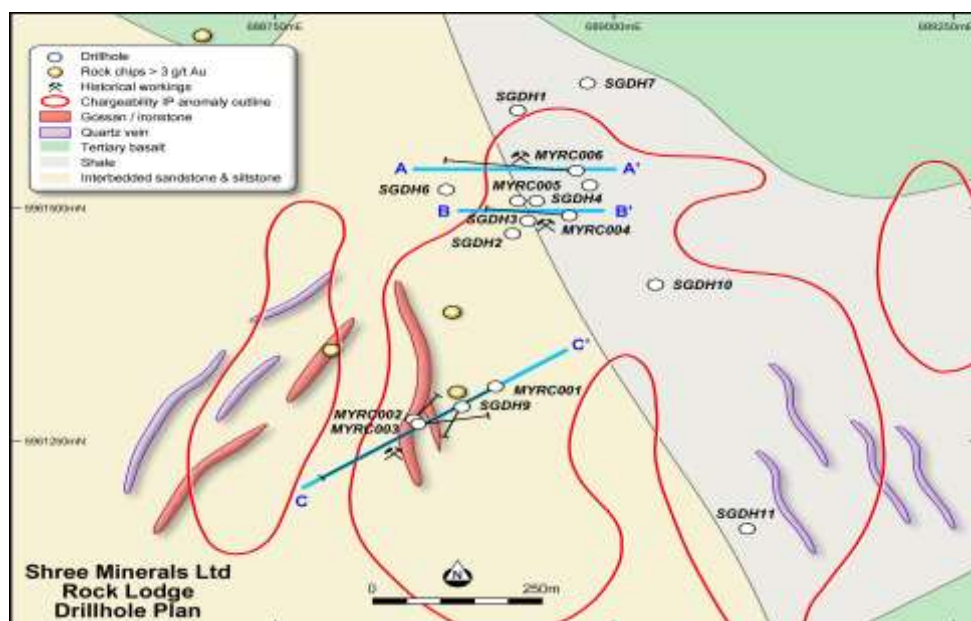 688750mE
689000mE
689250mE
Drillhole
Rock chips > 3 g/t Au
Historical workings
Chargeability IP anomaly outline
Gossan / ironstone
Quartz vein
Tertiary basalt
Shale
Interbedded sandstone & siltstone
SGDH7
SGDH1
MYRC006
A
A'
SGDH6
MYRC005
SGDH4
B
B'
SGDH3
MYRC004
SGDH2
5961500mN
SGDH10
C'
MYRC001
MYRC002
SGDH9
MYRC003
5961250mN
C
SGDH11
Shree Minerals Ltd
Rock Lodge
Drillhole Plan
N
0
250m